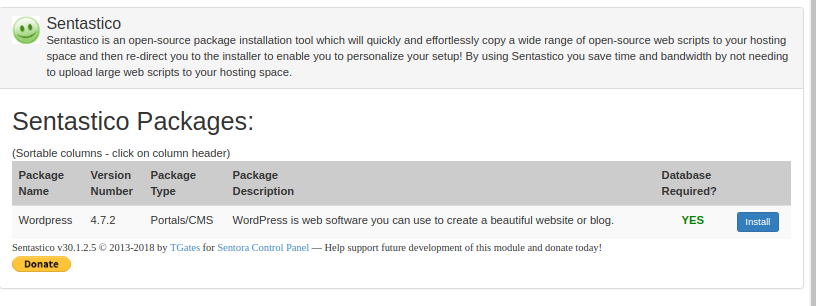 Sentastico
Sentastico is an open-source package installation tool which will quickly and effortlessly copy a wide range of open-source web scripts to your hosting
space and then re-direct you to the installer to enable you to personalize your setup! By using Sentastico you save time and bandwidth by not needing
to upload large web scripts to your hosting space.
Sentastico Packages:
(Sortable columns - click on column header)
Package Name Version Number Package Type Package Description Database Required?
Wordpress 4.7.2 Portals/CMS WordPress is web software you can use to create a beautiful website or blog. YES Install
Sentastico v30.1.2.5 © 2013-2018 by TGates for Sentora Control Panel — Help support future development of this module and donate today!
Donate